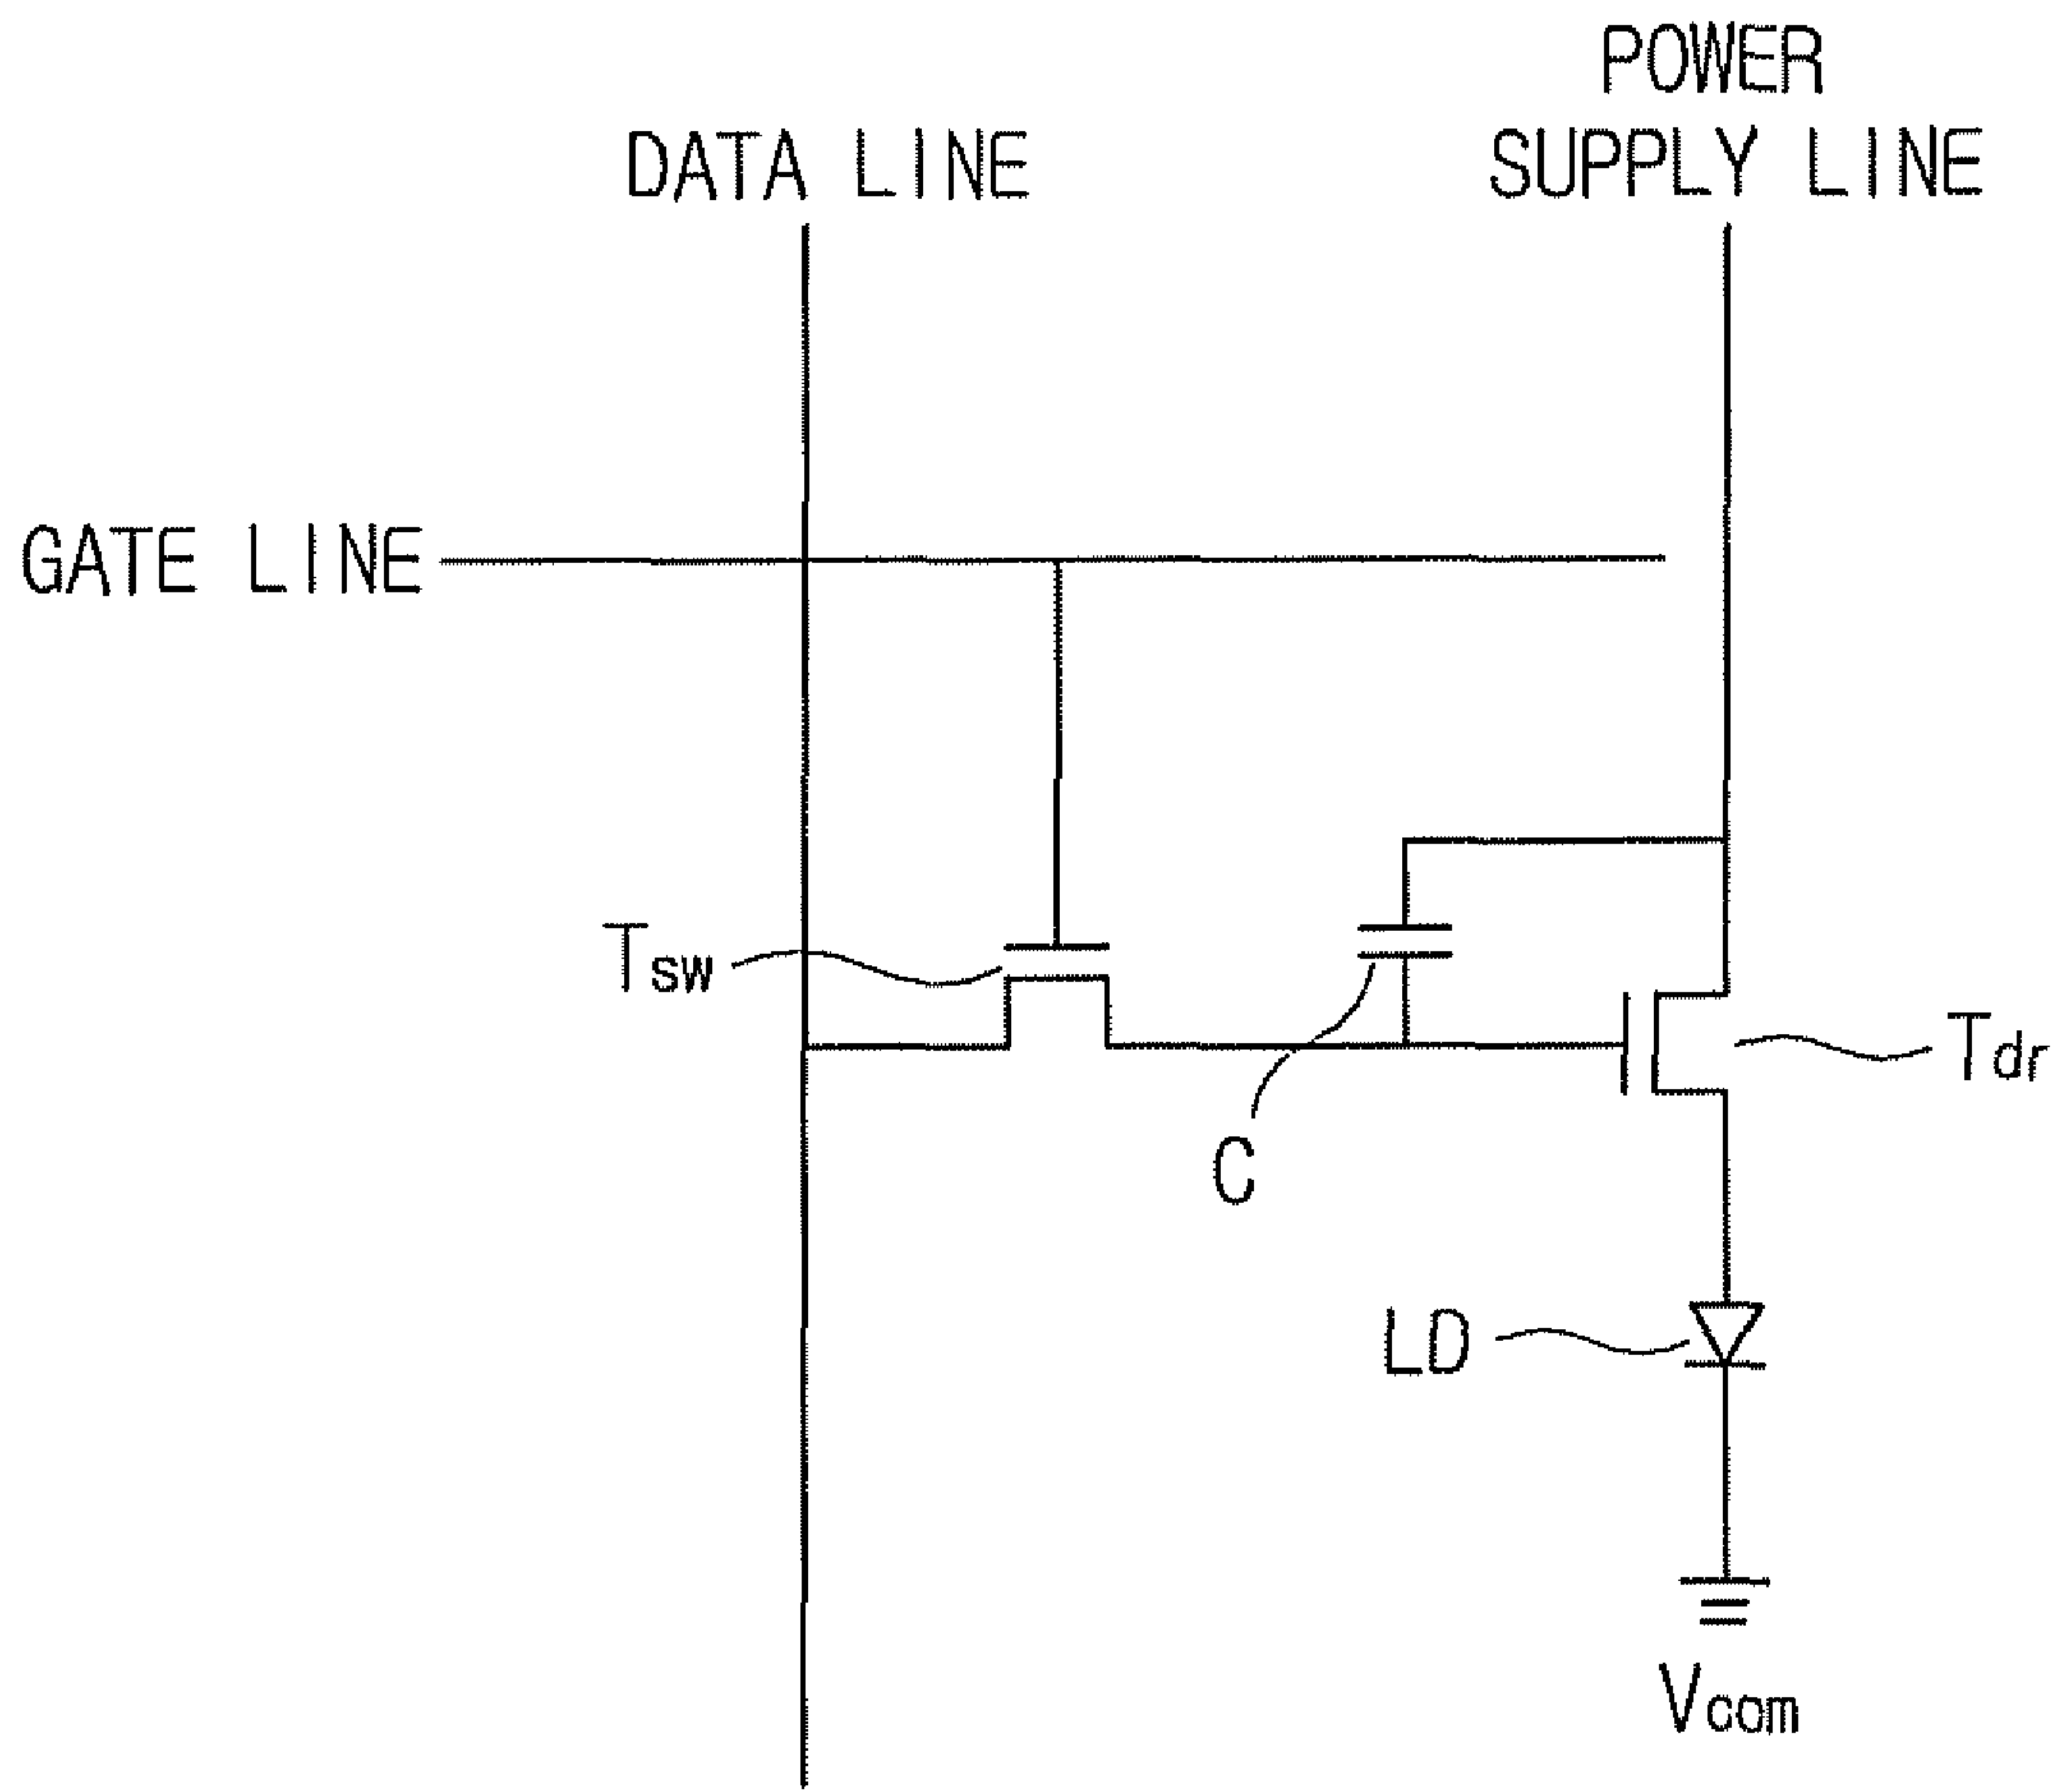 POWER
DATA LINE
SUPPLY LINE
GATE LINE
Tsw
Tdr
C
LD
Vcom